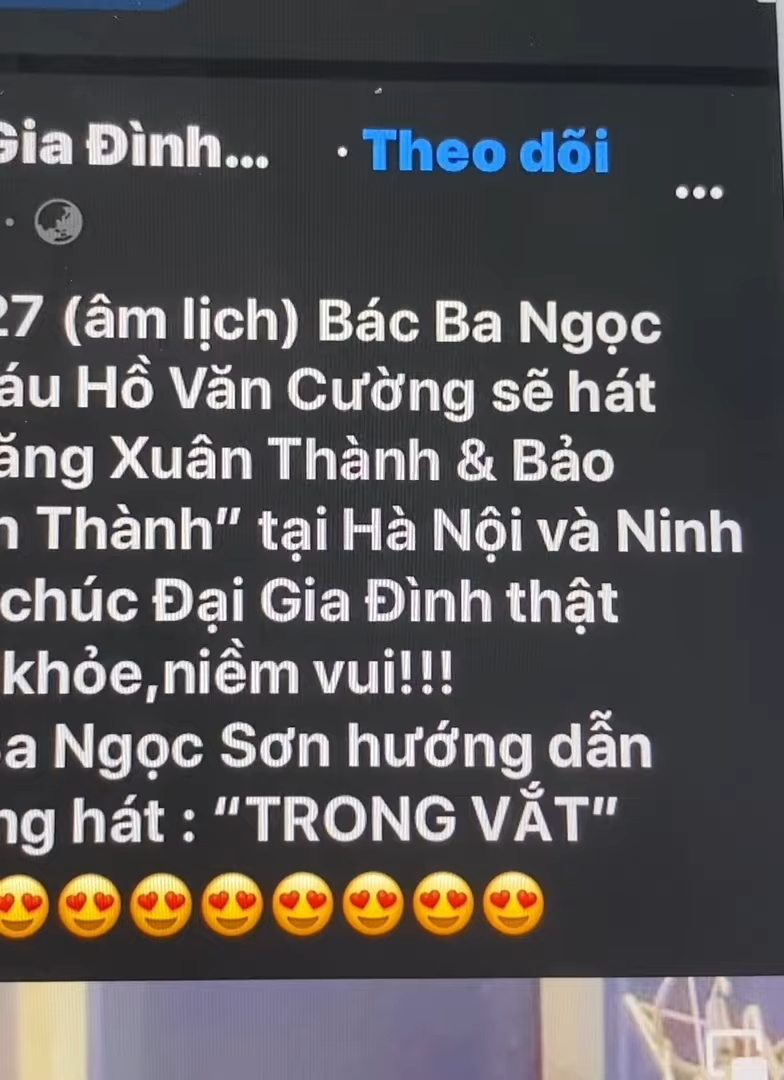 Gia Đình... · Theo dõi
27 (âm lịch) Bác Ba Ngọc
áu Hồ Văn Cường sẽ hát
ăng Xuân Thành & Bảo
Thành” tại Hà Nội và Ninh
chúc Đại Gia Đình thật
khỏe,niềm vui!!!
Ngọc Sơn hướng dẫn
ng hát : “TRONG VẮT”